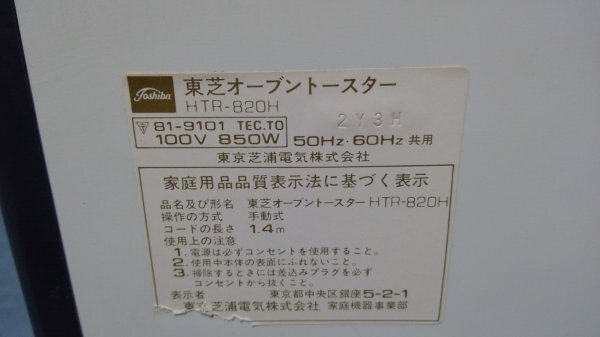 Toshiba 東芝オーブントースター
HTR-820H
〒 81-9101 TEC.TO 2Y3H
100V 850W 50Hz・60Hz 共用
東京芝浦電気株式会社
家庭用品品質表示法に基づく表示
品名及び形名 東芝オーブントースター HTR-820H
操作の方式 手動式
コードの長さ 1.4m
使用上の注意
1. 電源は必ずコンセントを使用すること。
2. 使用中本体の表面にふれないこと。
3. 掃除するときには差込みプラグを必ず
コンセントから抜くこと。
表示者 東京都中央区銀座5-2-1
東京芝浦電気株式会社 家庭機器事業部